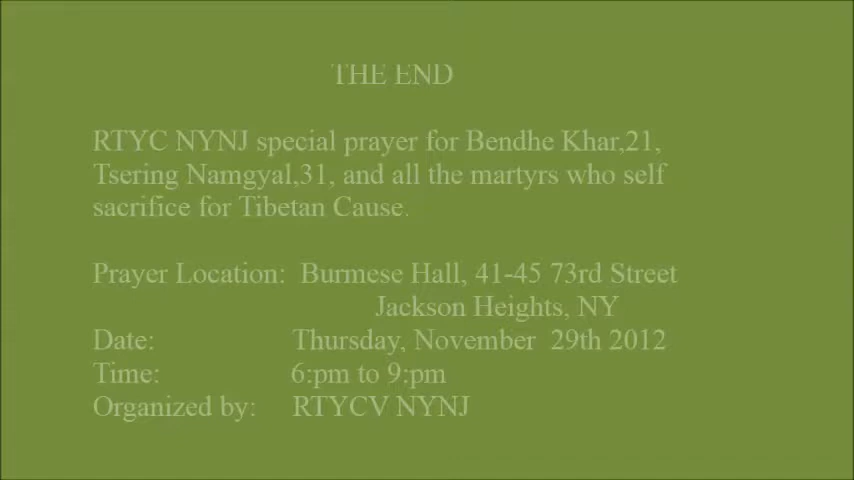 THE END
RTYC NYNJ special prayer for Bendhe Khar,21,
Tsering Namgyal,31, and all the martyrs who self
sacrifice for Tibetan Cause.
Prayer Location: Burmese Hall, 41-45 73rd Street
Jackson Heights, NY
Date: Thursday, November 29th 2012
Time: 6:pm to 9:pm
Organized by: RTYCV NYNJ